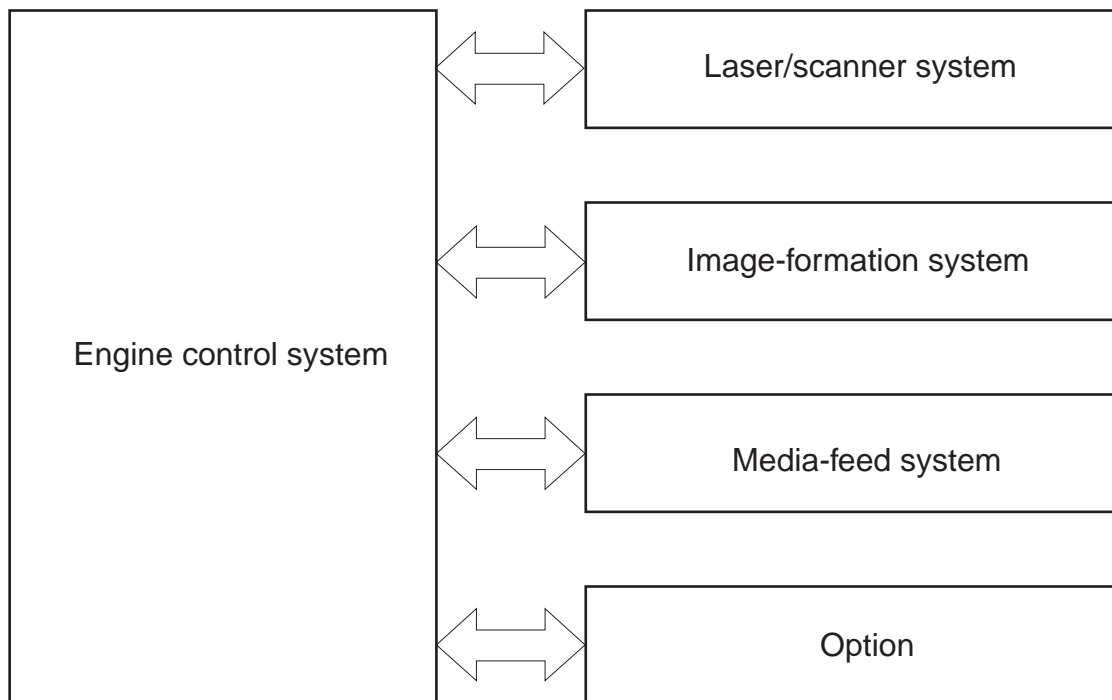 Laser/scanner system
Image-formation system
Engine control system
Media-feed system
Option